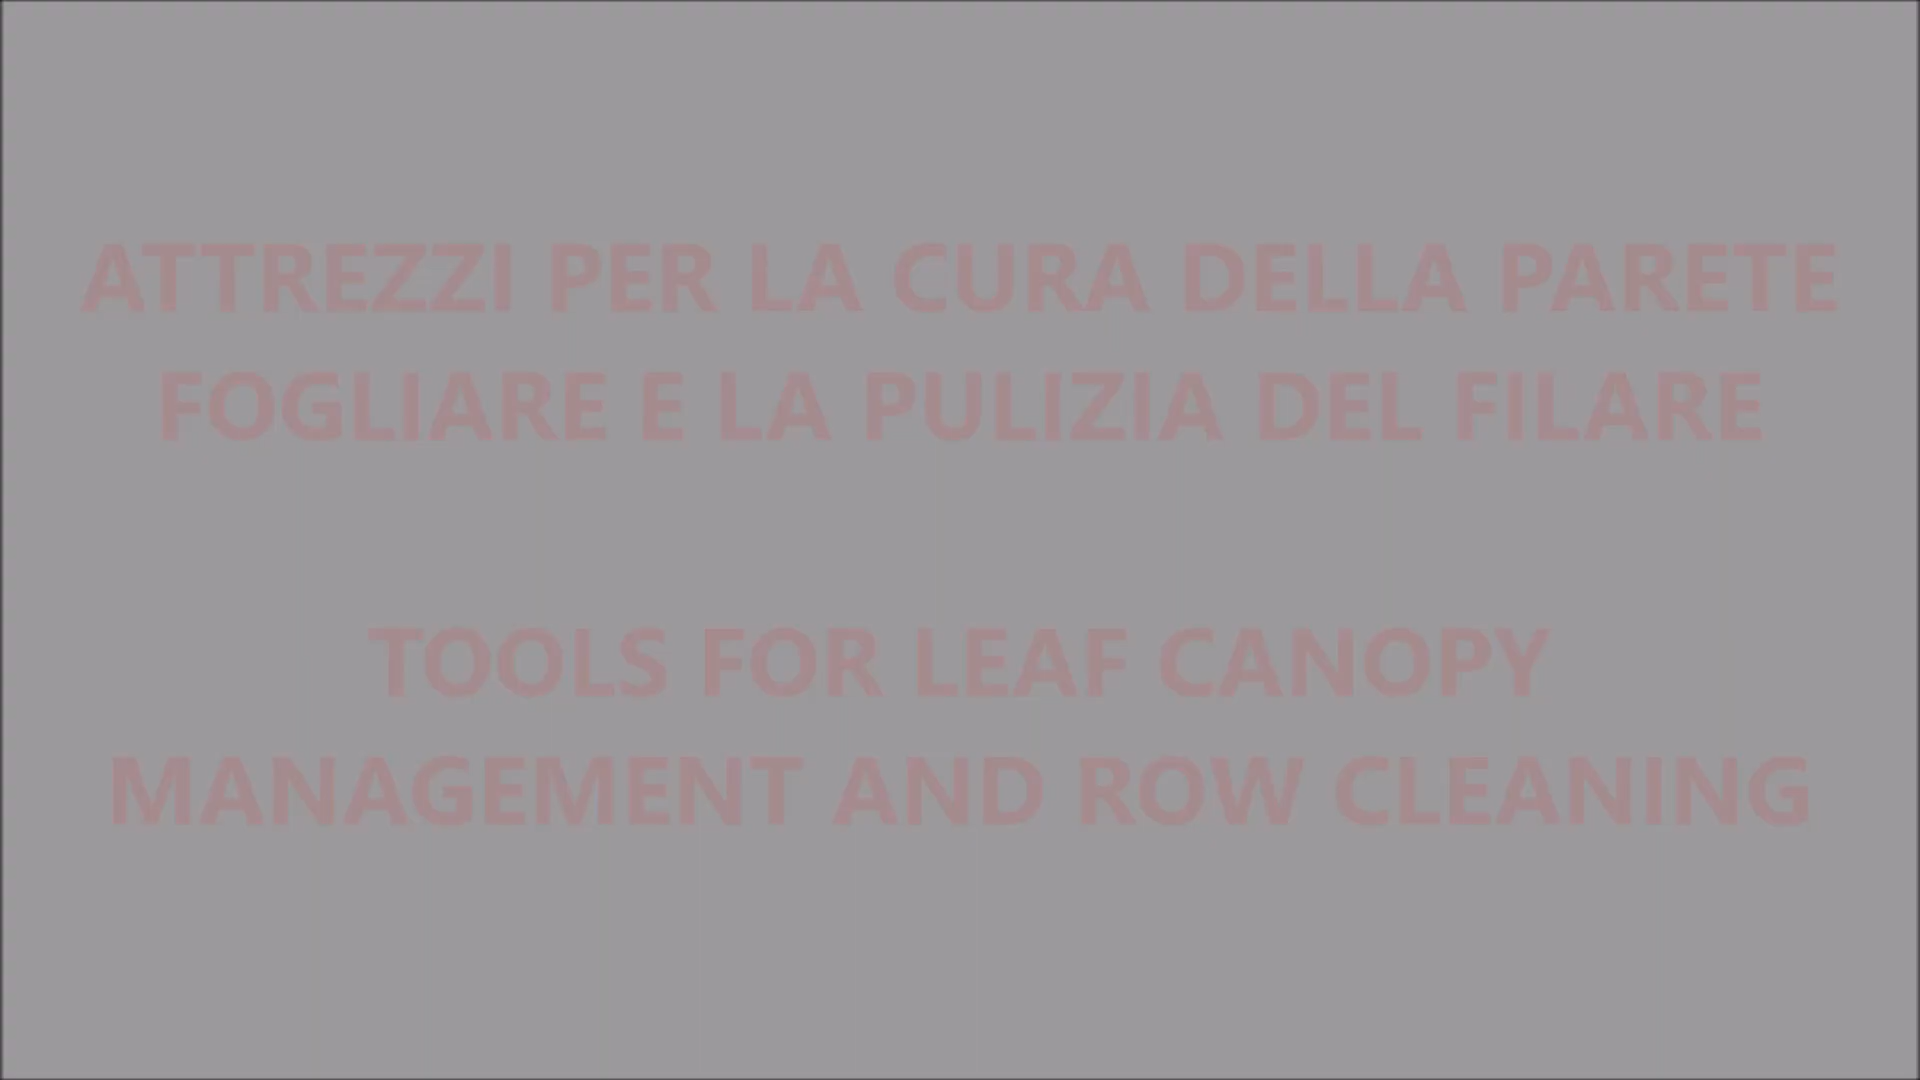 ATTREZZI PER LA CURA DELLA PARETE
FOGLIARE E LA PULIZIA DEL FILARE
TOOLS FOR LEAF CANOPY
MANAGEMENT AND ROW CLEANING